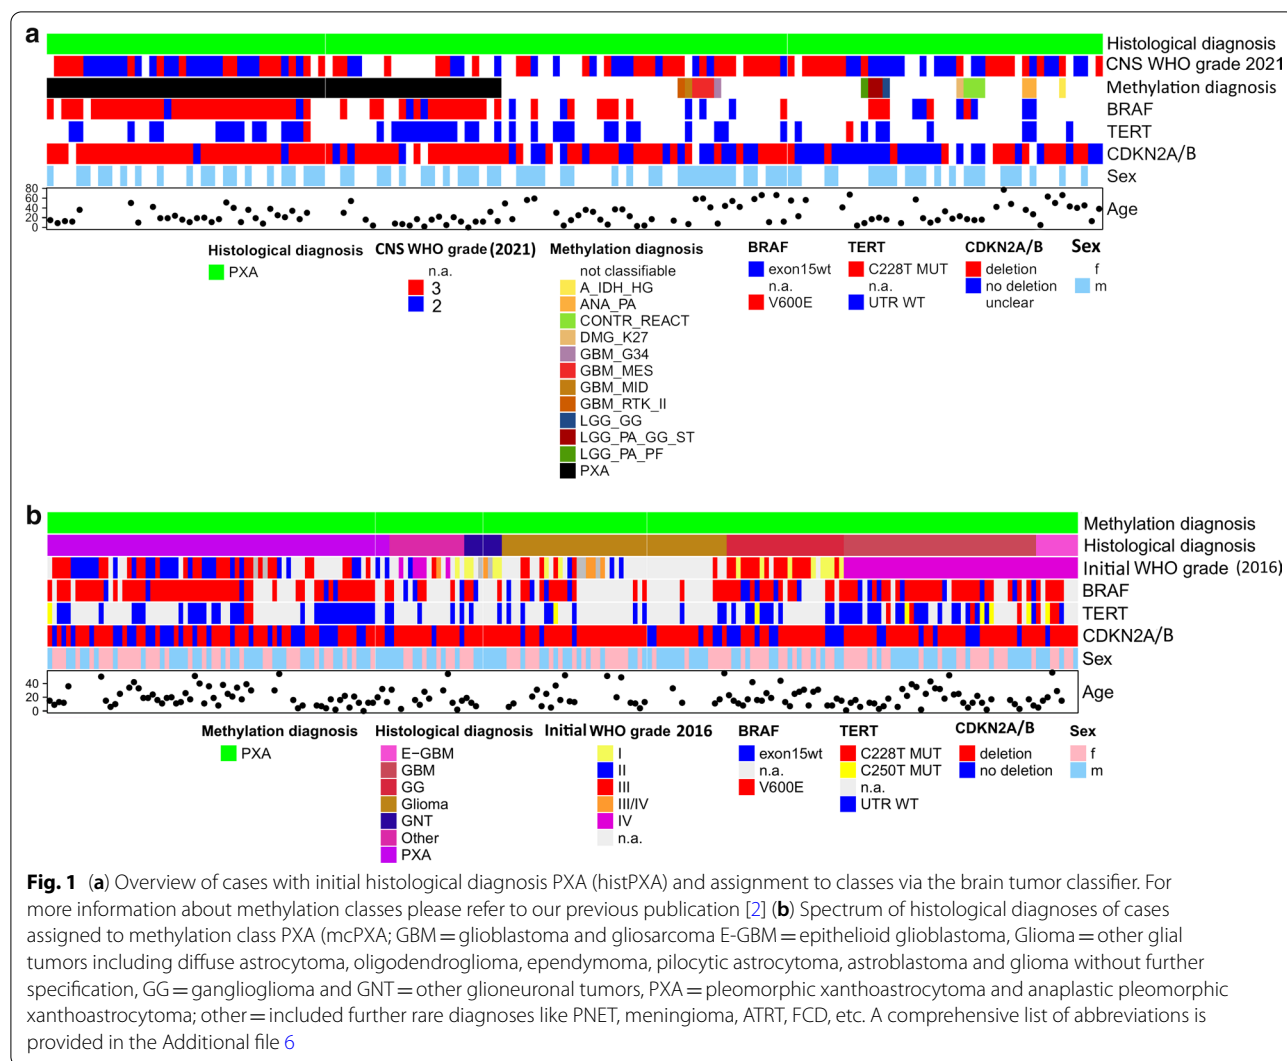 a
Histological diagnosis
CNS WHO grade 2021
Methylation diagnosis
BRAF
TERT
CDKN2A/B
Sex
80
60
40
20
0
Age
Histological diagnosis
PXA
CNS WHO grade (2021)
n.a.
3
2
Methylation diagnosis
not classifiable
A_IDH_HG
ANA_PA
CONTR_REACT
DMG_K27
GBM_G34
GBM_MES
GBM_MID
GBM_RTK_II
LGG_GG
LGG_PA_GG_ST
LGG_PA_PF
PXA
BRAF
exon15wt
n.a.
V600E
TERT
C228T MUT
n.a.
UTR WT
CDKN2A/B
deletion
no deletion
unclear
Sex
f
m
b
Methylation diagnosis
Histological diagnosis
Initial WHO grade (2016)
BRAF
TERT
CDKN2A/B
Sex
40
20
0
Age
Methylation diagnosis
PXA
Histological diagnosis
E-GBM
GBM
GG
Glioma
GNT
Other
PXA
Initial WHO grade 2016
I
II
III
III/IV
IV
n.a.
BRAF
exon15wt
n.a.
V600E
TERT
C228T MUT
C250T MUT
n.a.
UTR WT
CDKN2A/B
deletion
no deletion
Sex
f
m
Fig. 1 (a) Overview of cases with initial histological diagnosis PXA (histPXA) and assignment to classes via the brain tumor classifier. For
more information about methylation classes please refer to our previous publication [2] (b) Spectrum of histological diagnoses of cases
assigned to methylation class PXA (mcPXA; GBM = glioblastoma and gliosarcoma E-GBM = epithelioid glioblastoma, Glioma = other glial
tumors including diffuse astrocytoma, oligodendroglioma, ependymoma, pilocytic astrocytoma, astroblastoma and glioma without further
specification, GG = ganglioglioma and GNT = other glioneuronal tumors, PXA = pleomorphic xanthoastrocytoma and anaplastic pleomorphic
xanthoastrocytoma; other = included further rare diagnoses like PNET, meningioma, ATRT, FCD, etc. A comprehensive list of abbreviations is
provided in the Additional file 6